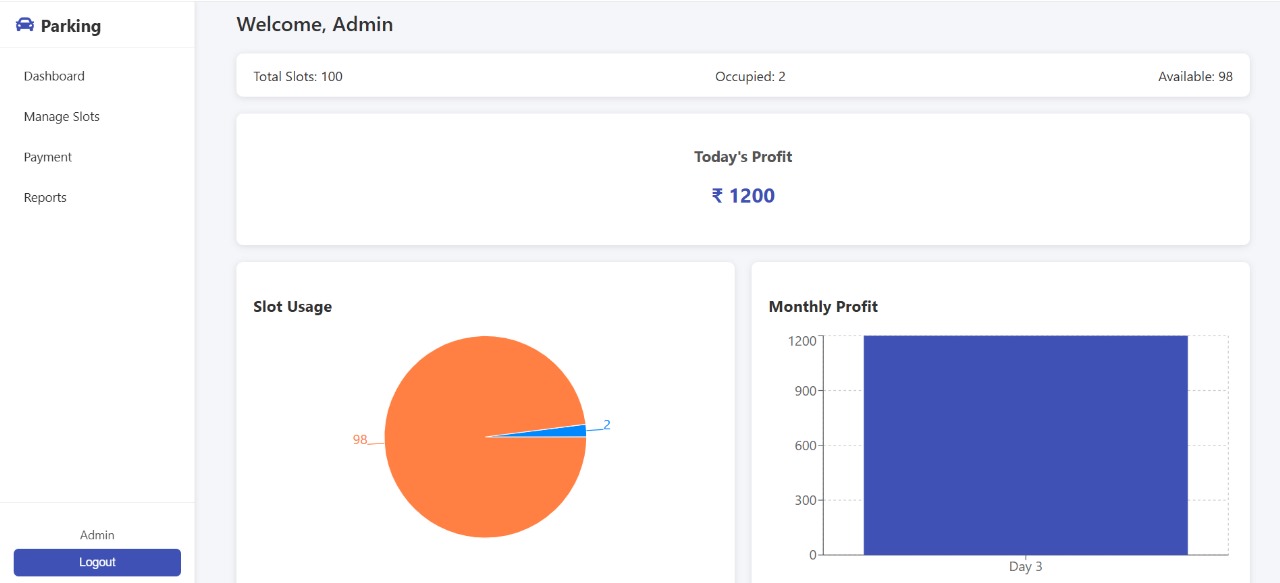 Parking
Dashboard
Manage Slots
Payment
Reports
Admin
Logout
Welcome, Admin
Total Slots: 100
Occupied: 2
Available: 98
Today's Profit
₹ 1200
Slot Usage
98
2
Monthly Profit
1200
900
600
300
0
Day 3